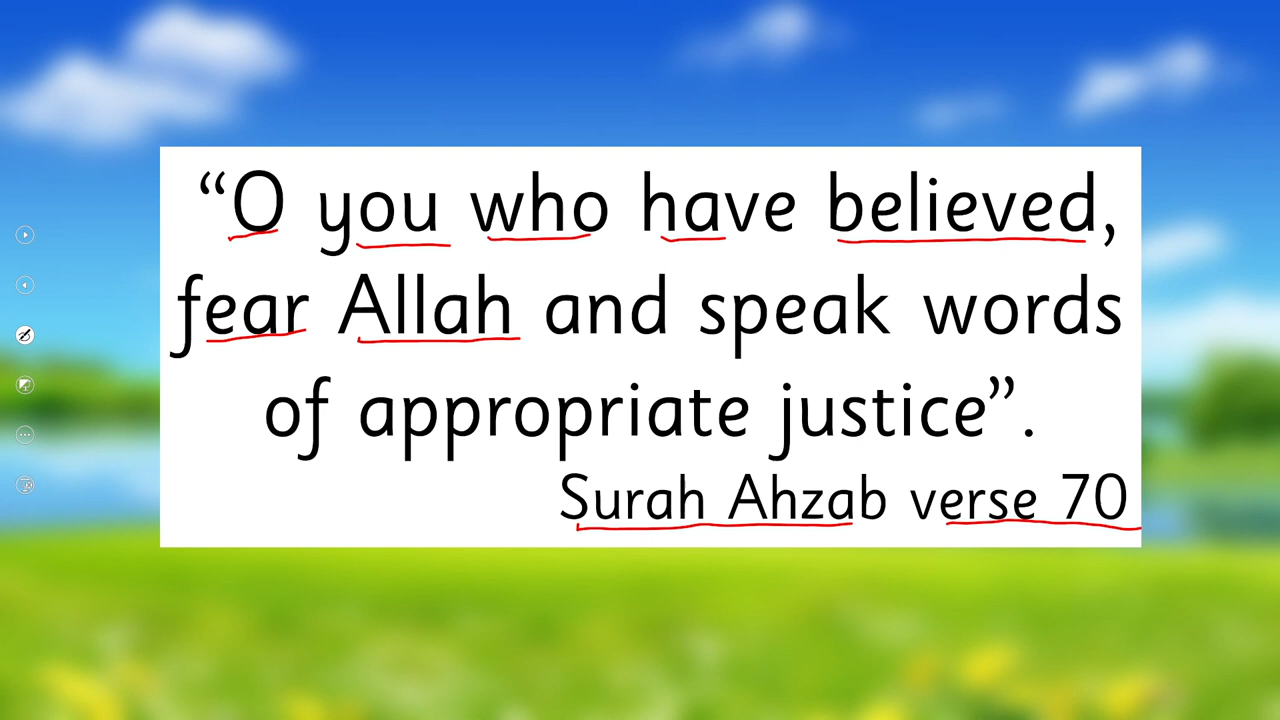 “O you who have believed,
fear Allah and speak words
of appropriate justice”.
Surah Ahzab verse 70